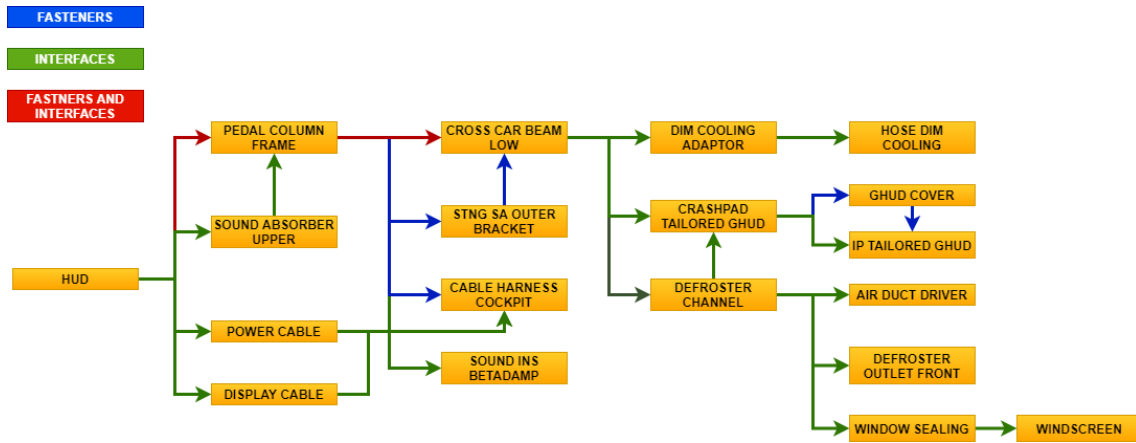 FASTENERS
INTERFACES
FASTNERS AND
INTERFACES
PEDAL COLUMN
FRAME
CROSS CAR BEAM
LOW
DIM COOLING
ADAPTOR
HOSE DIM
COOLING
SOUND ABSORBER
UPPER
STNG SA OUTER
BRACKET
CRASHPAD
TAILORED GHUD
GHUD COVER
IP TAILORED GHUD
HUD
CABLE HARNESS
COCKPIT
DEFROSTER
CHANNEL
AIR DUCT DRIVER
POWER CABLE
SOUND INS
BETADAMP
DEFROSTER
OUTLET FRONT
DISPLAY CABLE
WINDOW SEALING
WINDSCREEN